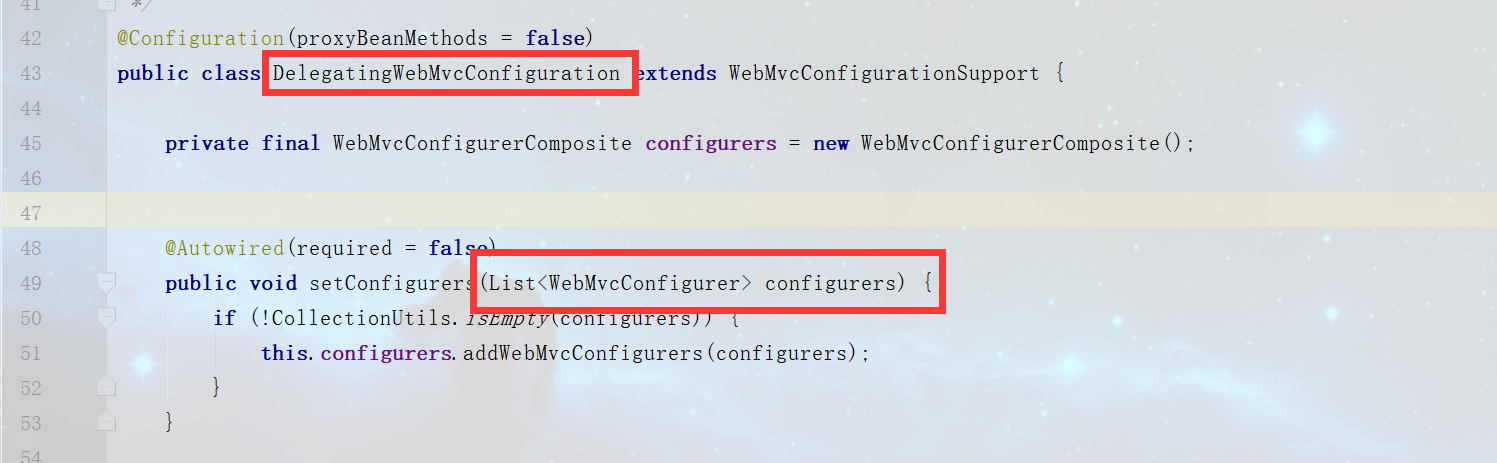 41 */
42 @Configuration(proxyBeanMethods = false)
43 public class DelegatingWebMvcConfiguration extends WebMvcConfigurationSupport {
44
45 private final WebMvcConfigurerComposite configurers = new WebMvcConfigurerComposite();
46
47
48 @Autowired(required = false)
49 public void setConfigurers(List<WebMvcConfigurer> configurers) {
50 if (!CollectionUtils.isEmpty(configurers)) {
51 this.configurers.addWebMvcConfigurers(configurers);
52 }
53 }
54